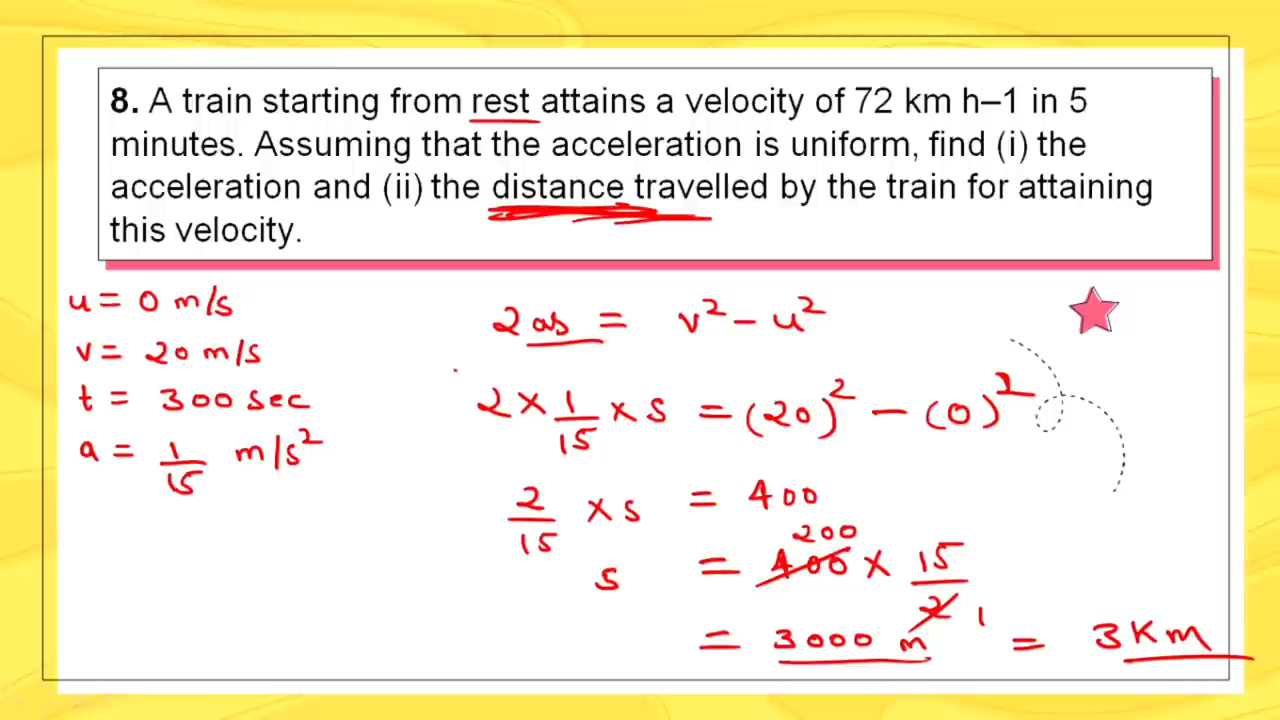 8. A train starting from rest attains a velocity of 72 km h–1 in 5
minutes. Assuming that the acceleration is uniform, find (i) the
acceleration and (ii) the distance travelled by the train for attaining
this velocity.
u = 0 m/s
v = 20 m/s
t = 300 sec
a = 1/15 m/s²
2as = v² – u²
2 × 1/15 × s = (20)² – (0)²
2/15 × s = 400
200
s = 400 × 15/2 1
= 3000 m = 3 Km